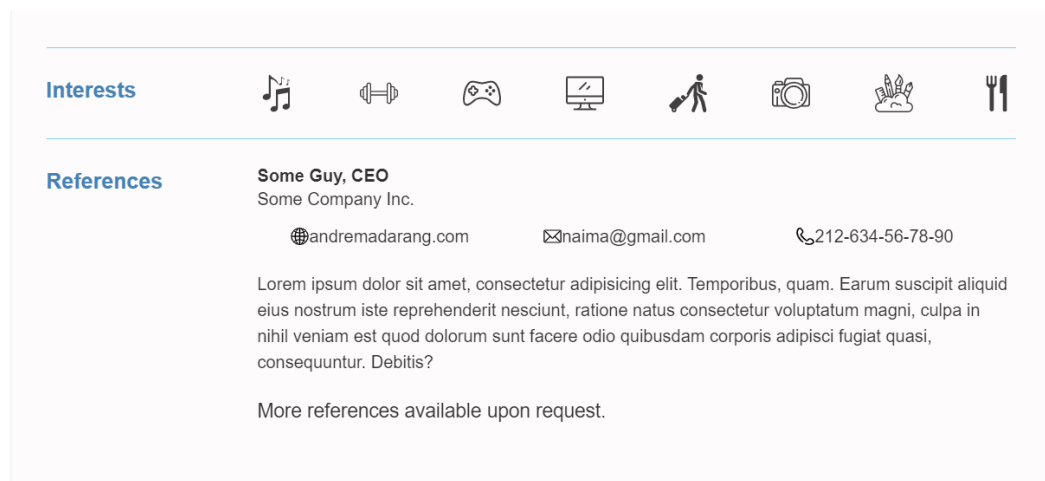 Interests
References
Some Guy, CEO
Some Company Inc.
andremadarang.com
naima@gmail.com
212-634-56-78-90
Lorem ipsum dolor sit amet, consectetur adipisicing elit. Temporibus, quam. Earum suscipit aliquid
eius nostrum iste reprehenderit nesciunt, ratione natus consectetur voluptatum magni, culpa in
nihil veniam est quod dolorum sunt facere odio quibusdam corporis adipisci fugiat quasi,
consequuntur. Debitis?
More references available upon request.